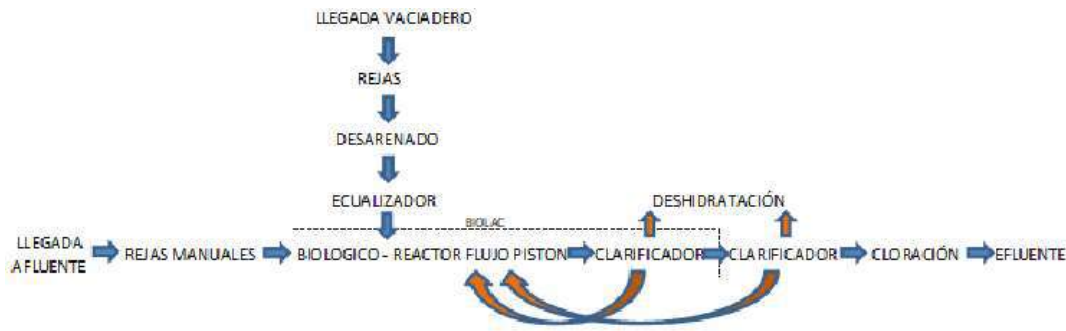 LLEGADA VACIADERO
REJAS
DESARENADO
ECUALIZADOR
DESHIDRATACIÓN
BIOLAC
LLEGADA
AFLUENTE
REJAS MANUALES
BIOLOGICO - REACTOR FLUJO PISTON
CLARIFICADOR
CLARIFICADOR
CLORACIÓN
EFLUENTE